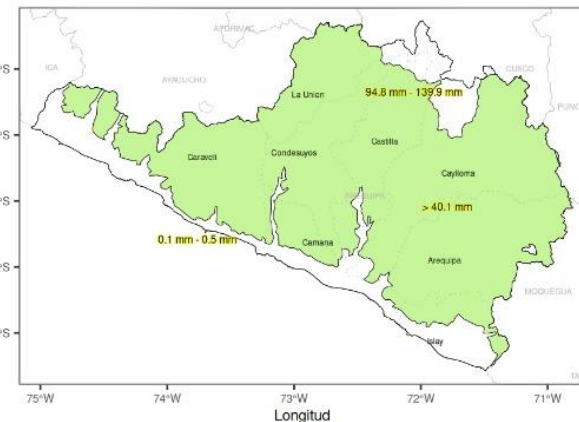 APURIMAC
ICA
CUSCO
AYACUCHO
La Union
94.8 mm - 139.9 mm
Castilla
Caraveli
Condesuyos
Caylloma
AREQUIPA
> 40.1 mm
0.1 mm - 0.5 mm
Camana
Arequipa
MOQUEGUA
Islay
75°W
74°W
73°W
72°W
71°W
Longitud